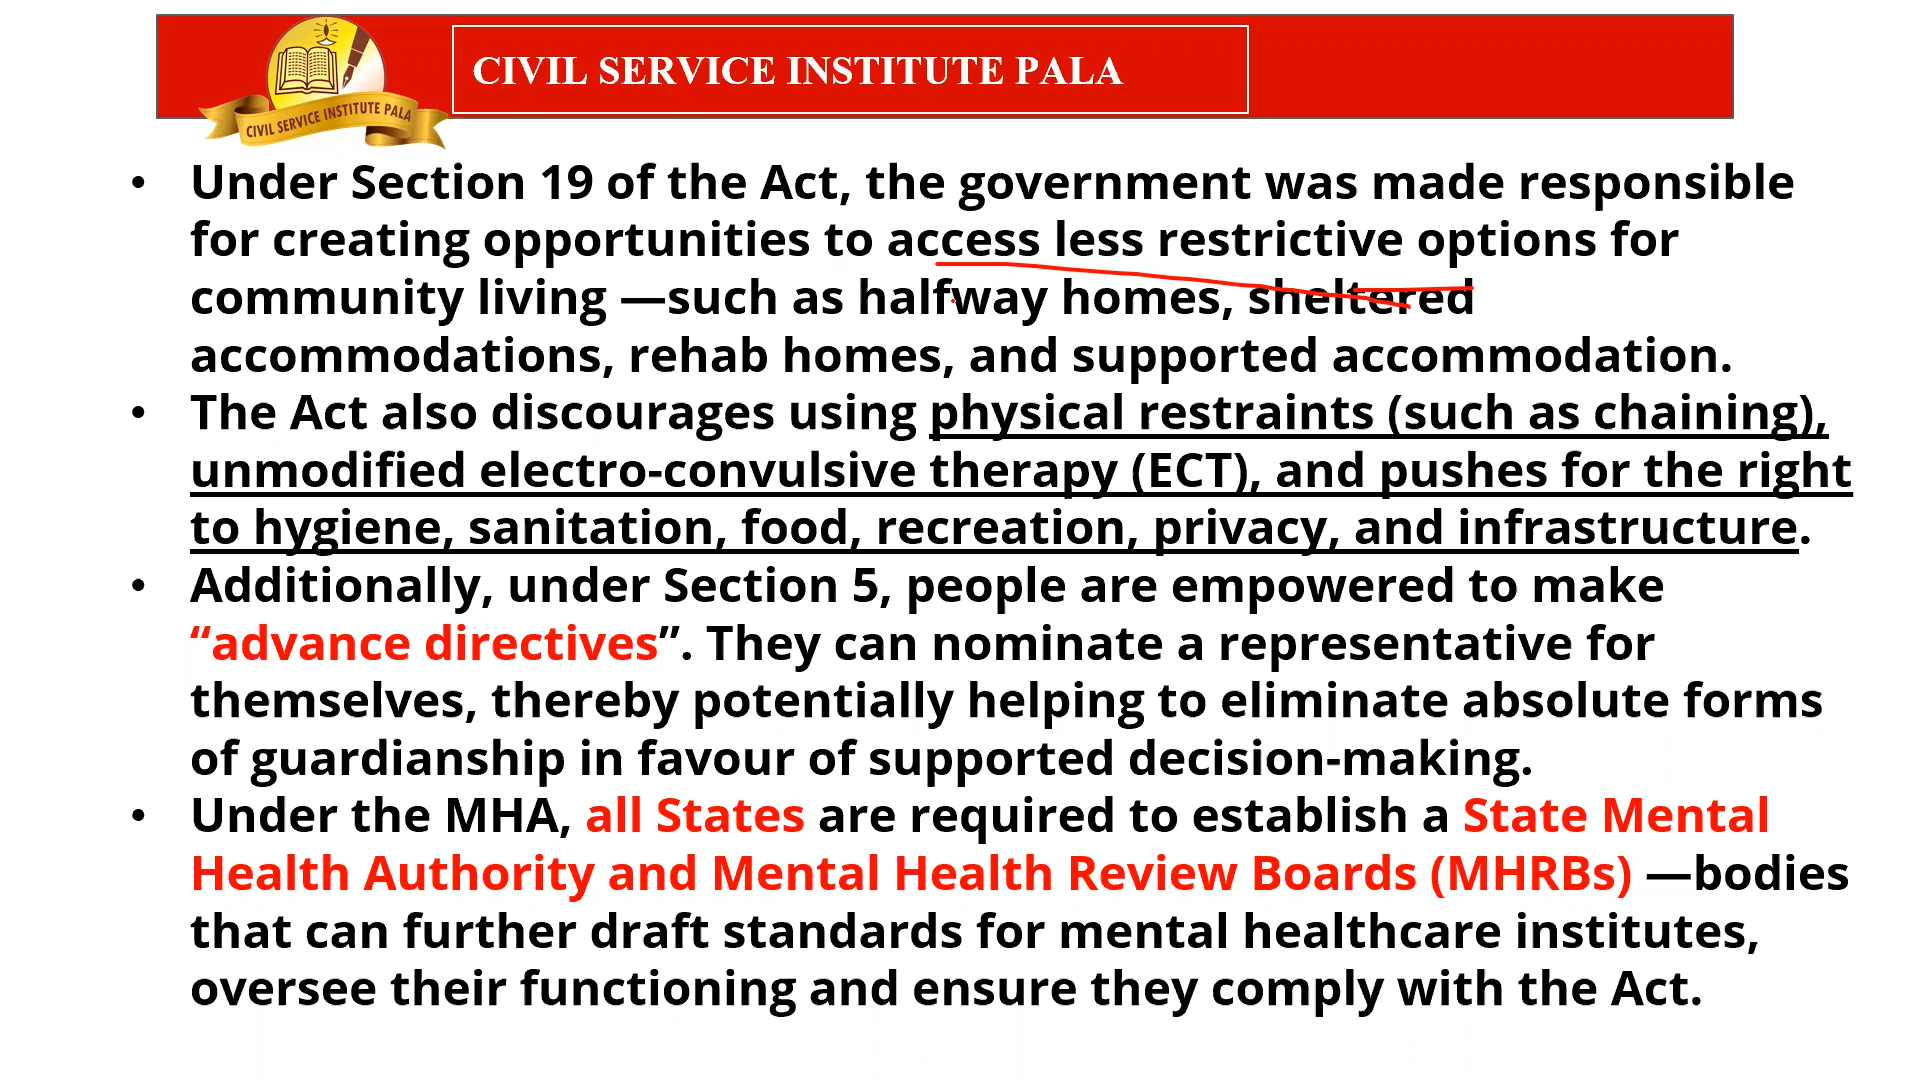 CIVIL SERVICE INSTITUTE PALA
CIVIL SERVICE INSTITUTE PALA
• Under Section 19 of the Act, the government was made responsible
for creating opportunities to access less restrictive options for
community living —such as halfway homes, sheltered
accommodations, rehab homes, and supported accommodation.
• The Act also discourages using physical restraints (such as chaining),
unmodified electro-convulsive therapy (ECT), and pushes for the right
to hygiene, sanitation, food, recreation, privacy, and infrastructure.
• Additionally, under Section 5, people are empowered to make
“advance directives”. They can nominate a representative for
themselves, thereby potentially helping to eliminate absolute forms
of guardianship in favour of supported decision-making.
• Under the MHA, all States are required to establish a State Mental
Health Authority and Mental Health Review Boards (MHRBs) —bodies
that can further draft standards for mental healthcare institutes,
oversee their functioning and ensure they comply with the Act.